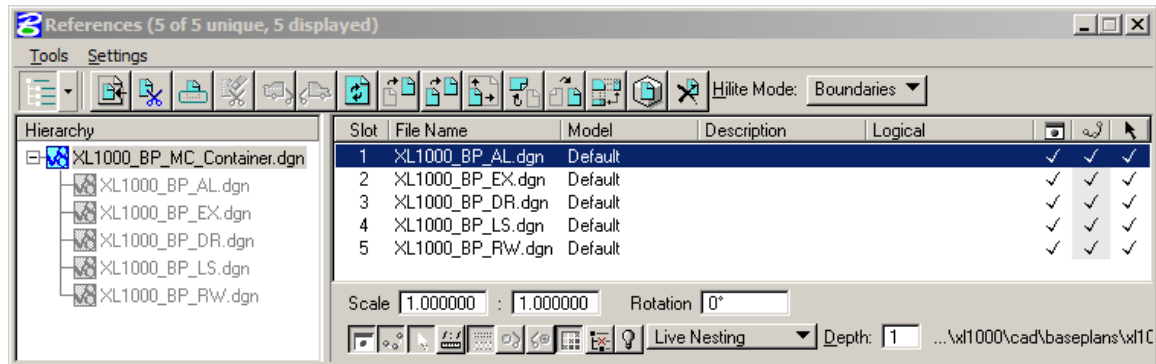 References (5 of 5 unique, 5 displayed)
Tools Settings
Hilite Mode: Boundaries
Hierarchy
XL1000_BP_MC_Container.dgn
XL1000_BP_AL.dgn
XL1000_BP_EX.dgn
XL1000_BP_DR.dgn
XL1000_BP_LS.dgn
XL1000_BP_RW.dgn
Slot File Name Model Description Logical
1 XL1000_BP_AL.dgn Default
2 XL1000_BP_EX.dgn Default
3 XL1000_BP_DR.dgn Default
4 XL1000_BP_LS.dgn Default
5 XL1000_BP_RW.dgn Default
Scale 1.000000 : 1.000000 Rotation 0°
Live Nesting Depth: 1 ...\xl1000\cad\baseplans\xl1